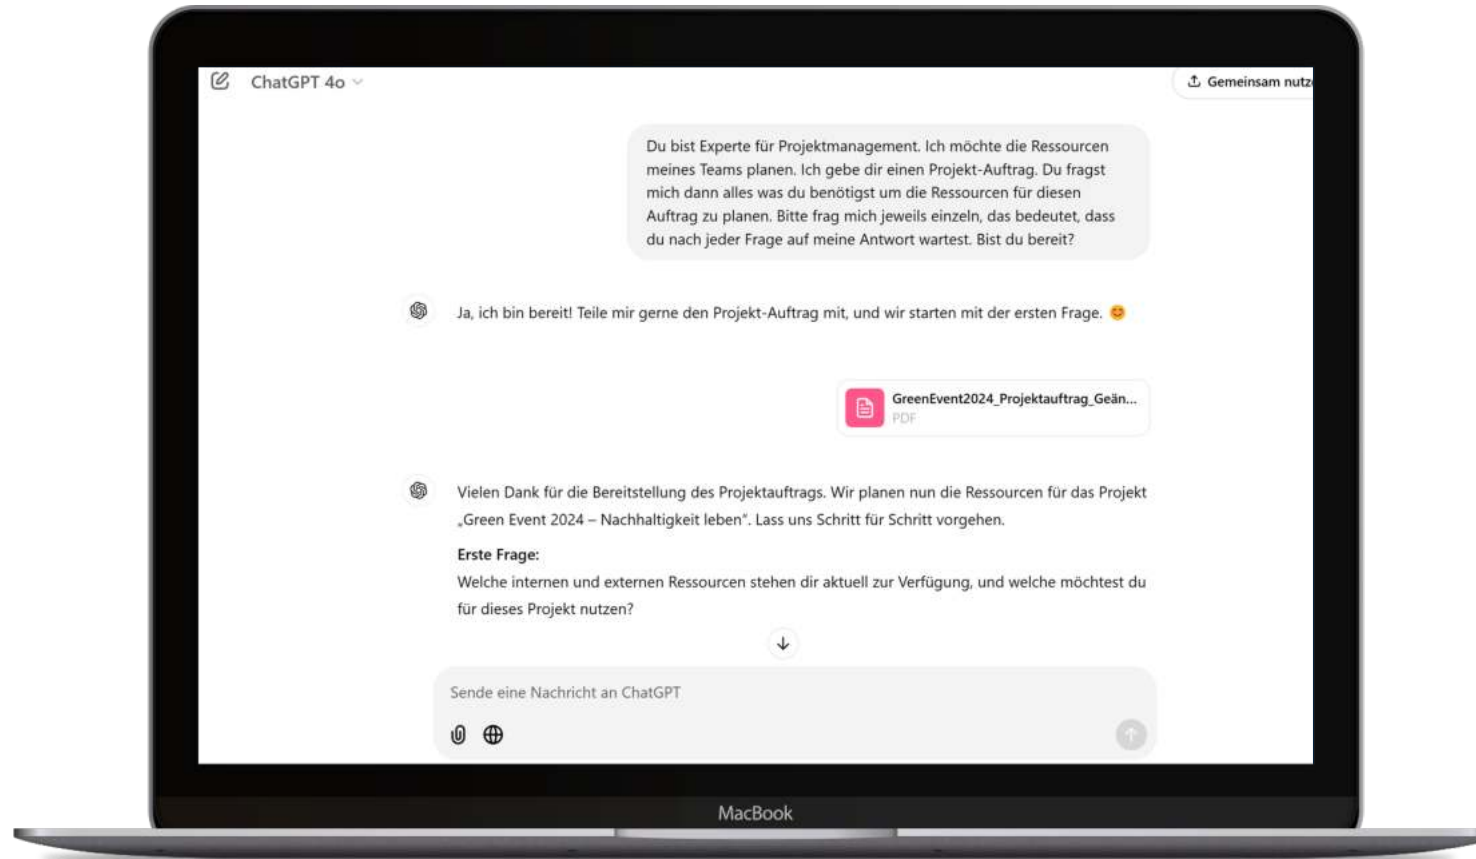 ChatGPT 4o
Gemeinsam nutz
Du bist Experte für Projektmanagement. Ich möchte die Ressourcen
meines Teams planen. Ich gebe dir einen Projekt-Auftrag. Du fragst
mich dann alles was du benötigst um die Ressourcen für diesen
Auftrag zu planen. Bitte frag mich jeweils einzeln, das bedeutet, dass
du nach jeder Frage auf meine Antwort wartest. Bist du bereit?
Ja, ich bin bereit! Teile mir gerne den Projekt-Auftrag mit, und wir starten mit der ersten Frage. 😊
GreenEvent2024_Projektauftrag_Geän...
PDF
Vielen Dank für die Bereitstellung des Projektauftrags. Wir planen nun die Ressourcen für das Projekt
„Green Event 2024 – Nachhaltigkeit leben“. Lass uns Schritt für Schritt vorgehen.
Erste Frage:
Welche internen und externen Ressourcen stehen dir aktuell zur Verfügung, und welche möchtest du
für dieses Projekt nutzen?
Sende eine Nachricht an ChatGPT
MacBook